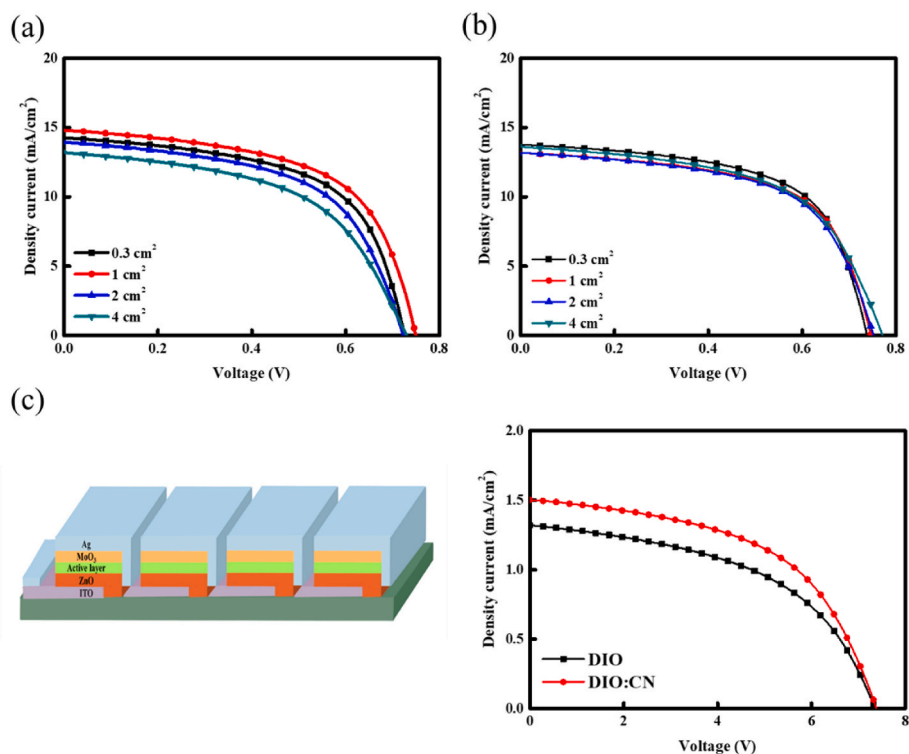 (a)
20
15
10
5
0
Density current (mA/cm²)
0.3 cm²
1 cm²
2 cm²
4 cm²
0.0 0.2 0.4 0.6 0.8
Voltage (V)
(b)
20
15
10
5
0
Density current (mA/cm²)
0.3 cm²
1 cm²
2 cm²
4 cm²
0.0 0.2 0.4 0.6 0.8
Voltage (V)
(c)
Ag
MoO₃
Active layer
ZnO
ITO
2.0
1.5
1.0
0.5
0.0
Density current (mA/cm²)
DIO
DIO:CN
0 2 4 6 8
Voltage (V)